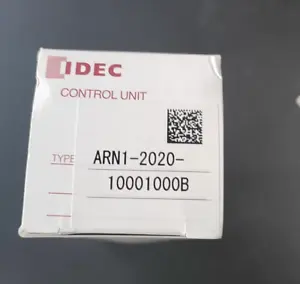 IDEC
CONTROL UNIT
TYPE
ARN1-2020-
10001000B